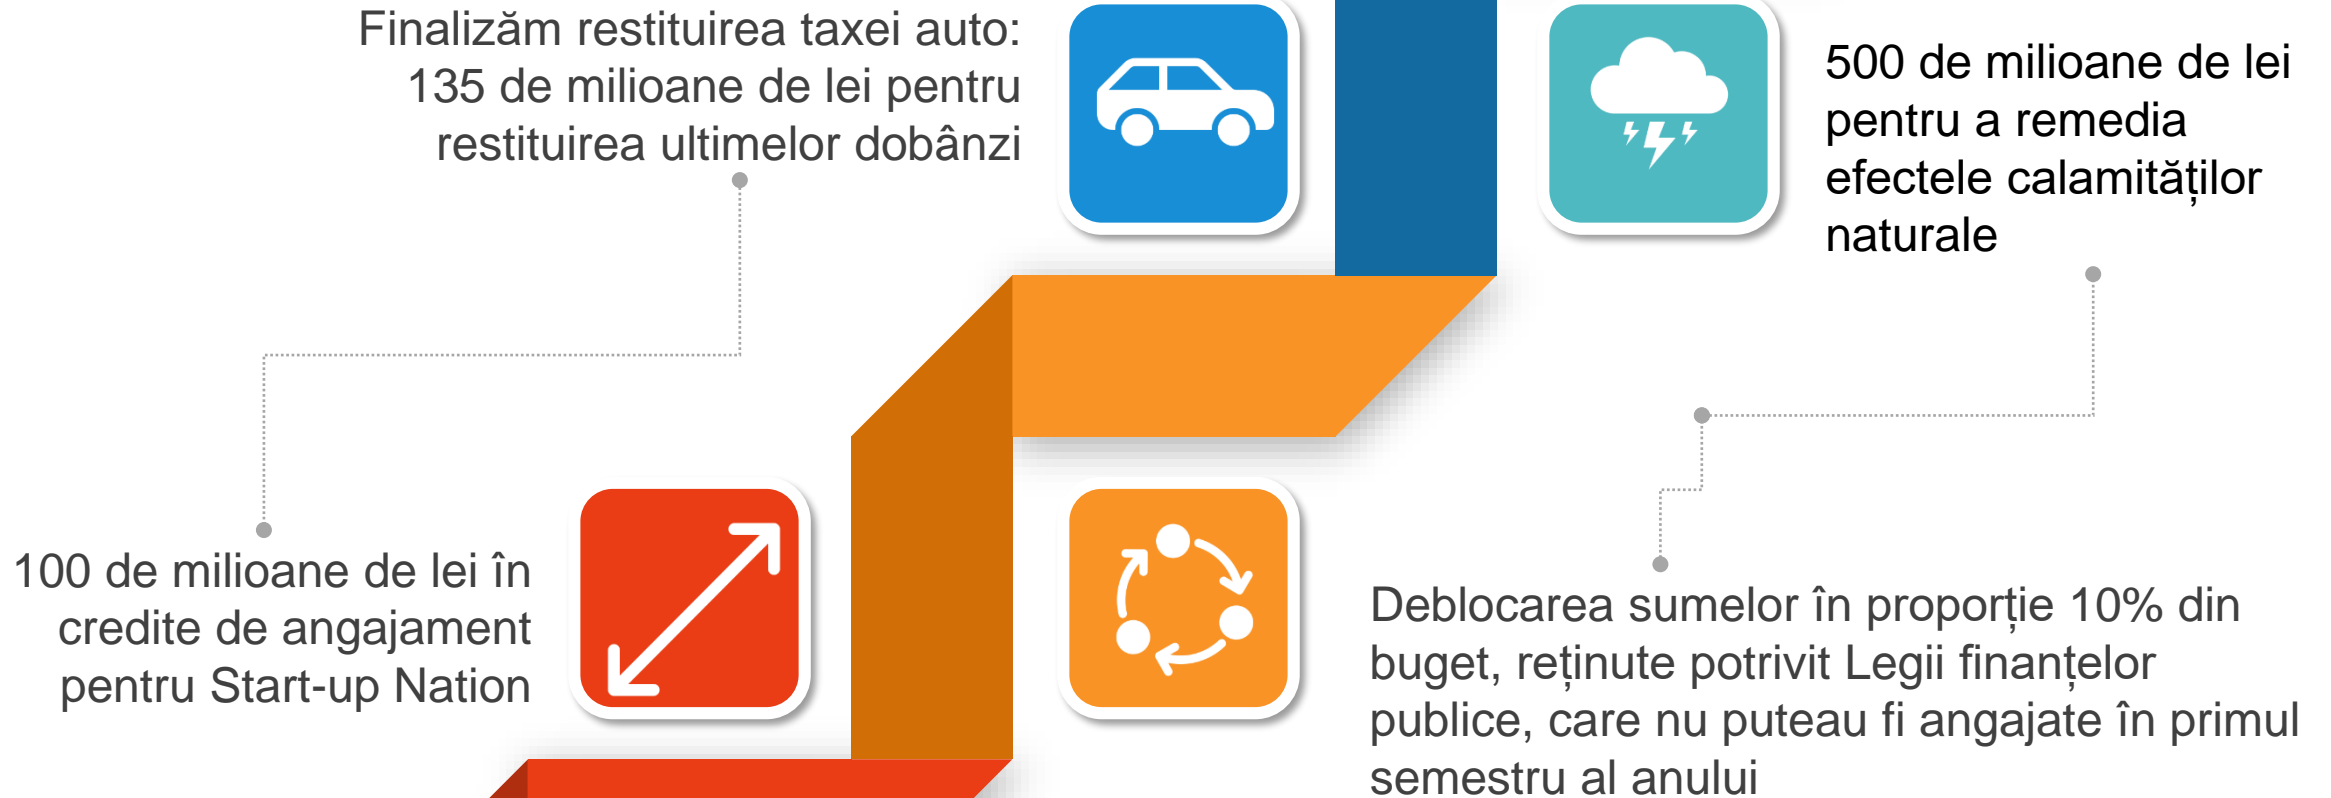 Finalizăm restituirea taxei auto:
135 de milioane de lei pentru
restituirea ultimelor dobânzi
500 de milioane de lei
pentru a remedia
efectele calamităților
naturale
100 de milioane de lei în
credite de angajament
pentru Start-up Nation
Deblocarea sumelor în proporție 10% din
buget, reținute potrivit Legii finanțelor
publice, care nu puteau fi angajate în primul
semestru al anului